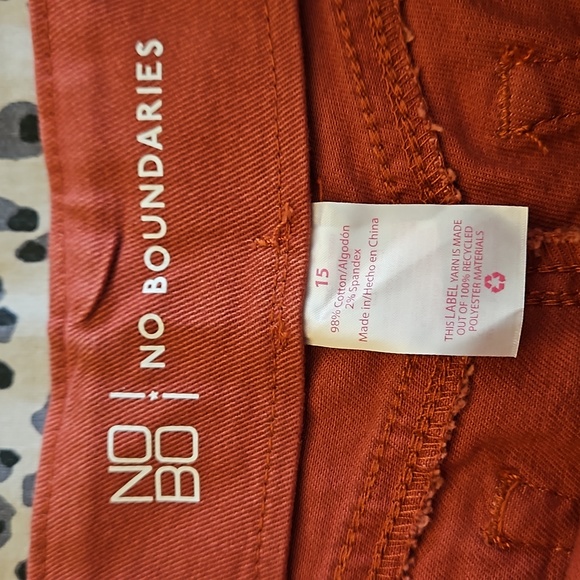 NO
BO
NO BOUNDARIES
15
98% Cotton/Algodón
2% Spandex
Made in/Hecho en China
THIS LABEL YARN IS MADE
OUT OF 100% RECYCLED
POLYESTER MATERIALS